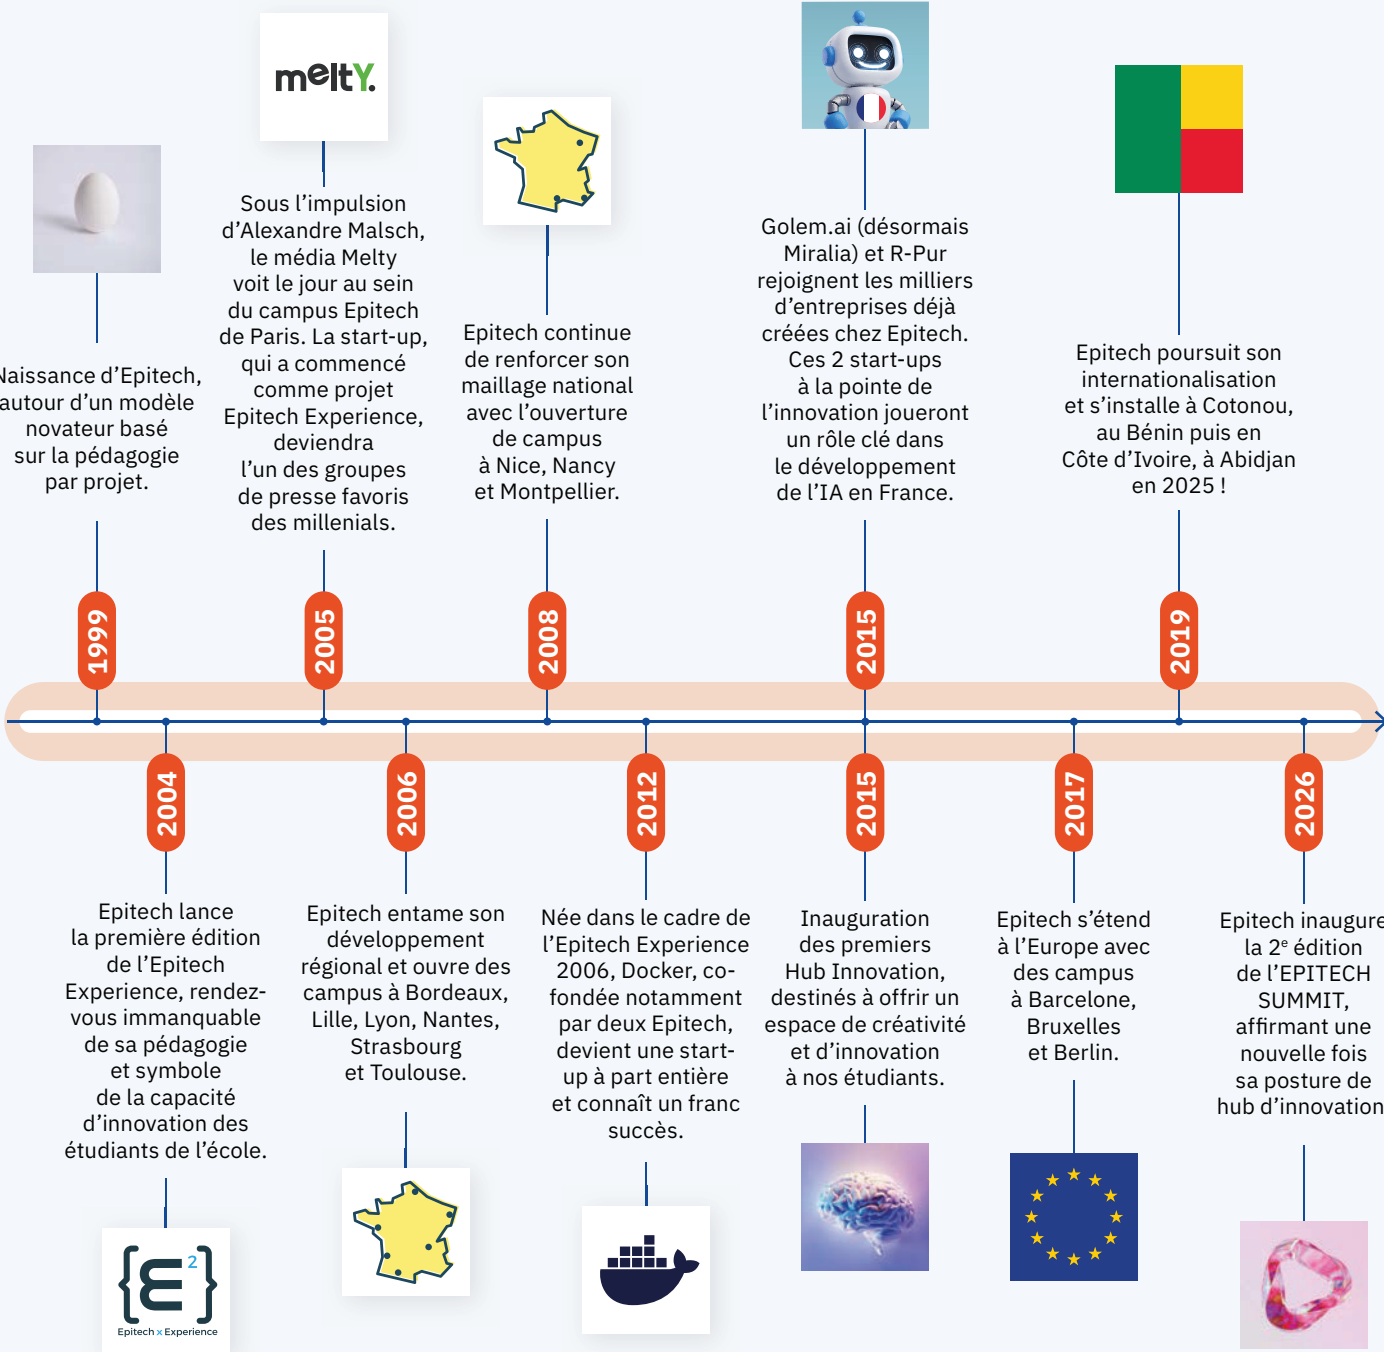 meltY.
Sous l’impulsion
d’Alexandre Malsch,
le média Melty
voit le jour au sein
du campus Epitech
de Paris. La start-up,
qui a commencé
comme projet
Epitech Experience,
deviendra
l’un des groupes
de presse favoris
des millenials.
Naissance d’Epitech,
autour d’un modèle
novateur basé
sur la pédagogie
par projet.
Epitech continue
de renforcer son
maillage national
avec l’ouverture
de campus
à Nice, Nancy
et Montpellier.
Golem.ai (désormais
Miralia) et R-Pur
rejoignent les milliers
d’entreprises déjà
créées chez Epitech.
Ces 2 start-ups
à la pointe de
l’innovation joueront
un rôle clé dans
le développement
de l’IA en France.
Epitech poursuit son
internationalisation
et s’installe à Cotonou,
au Bénin puis en
Côte d’Ivoire, à Abidjan
en 2025 !
1999
2005
2008
2015
2019
2004
2006
2012
2015
2017
2026
Epitech lance
la première édition
de l’Epitech
Experience, rendez-
vous immanquable
de sa pédagogie
et symbole
de la capacité
d’innovation des
étudiants de l’école.
Epitech entame son
développement
régional et ouvre des
campus à Bordeaux,
Lille, Lyon, Nantes,
Strasbourg
et Toulouse.
Née dans le cadre de
l’Epitech Experience
2006, Docker, co-
fondée notamment
par deux Epitech,
devient une start-
up à part entière
et connaît un franc
succès.
Inauguration
des premiers
Hub Innovation,
destinés à offrir un
espace de créativité
et d’innovation
à nos étudiants.
Epitech s’étend
à l’Europe avec
des campus
à Barcelone,
Bruxelles
et Berlin.
Epitech inaugure
la 2e édition
de l’EPITECH
SUMMIT,
affirmant une
nouvelle fois
sa posture de
hub d’innovation
{E2}
Epitech x Experience